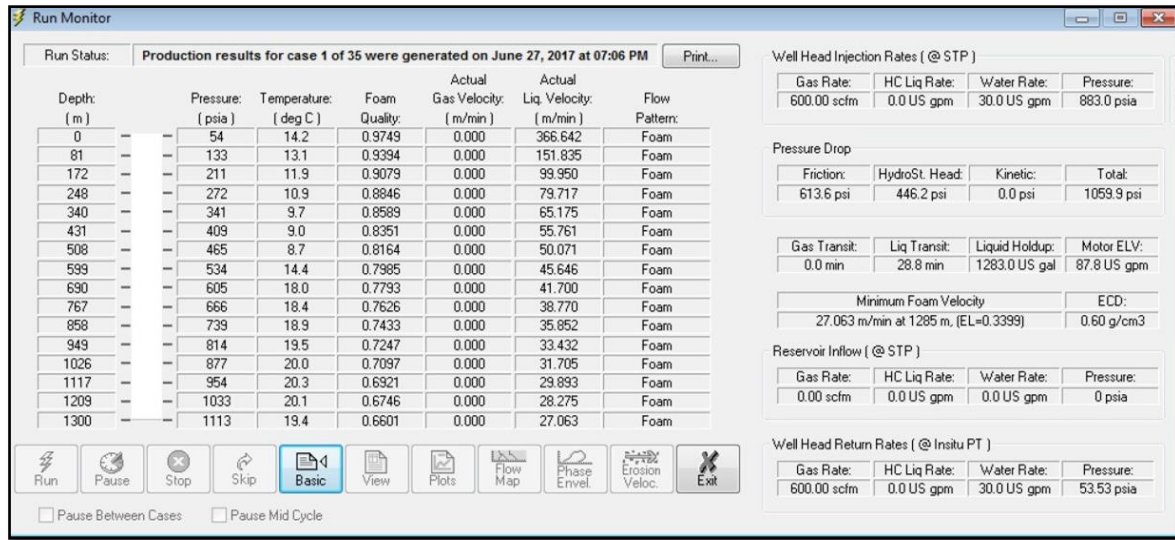 Run Monitor
Run Status: Production results for case 1 of 35 were generated on June 27, 2017 at 07:06 PM Print...
Actual Actual
Depth: Pressure: Temperature: Foam Gas Velocity: Liq. Velocity: Flow
( m ) ( psia ) ( deg C ) Quality: ( m/min ) ( m/min ) Pattern:
0 54 14.2 0.9749 0.000 366.642 Foam
81 133 13.1 0.9394 0.000 151.835 Foam
172 211 11.9 0.9079 0.000 99.950 Foam
248 272 10.9 0.8846 0.000 79.717 Foam
340 341 9.7 0.8589 0.000 65.175 Foam
431 409 9.0 0.8351 0.000 55.761 Foam
508 465 8.7 0.8164 0.000 50.071 Foam
599 534 14.4 0.7985 0.000 45.646 Foam
690 605 18.0 0.7793 0.000 41.700 Foam
767 666 18.4 0.7626 0.000 38.770 Foam
858 739 18.9 0.7433 0.000 35.852 Foam
949 814 19.5 0.7247 0.000 33.432 Foam
1026 877 20.0 0.7097 0.000 31.705 Foam
1117 954 20.3 0.6921 0.000 29.893 Foam
1209 1033 20.1 0.6746 0.000 28.275 Foam
1300 1113 19.4 0.6601 0.000 27.063 Foam
Run Pause Stop Skip Basic View Plots Flow Map Phase Envel. Erosion Veloc. Exit
Pause Between Cases Pause Mid Cycle
Well Head Injection Rates ( @ STP )
Gas Rate: HC Liq Rate: Water Rate: Pressure:
600.00 scfm 0.0 US gpm 30.0 US gpm 883.0 psia
Pressure Drop
Friction: HydroSt. Head: Kinetic: Total:
613.6 psi 446.2 psi 0.0 psi 1059.9 psi
Gas Transit: Liq Transit: Liquid Holdup: Motor ELV:
0.0 min 28.8 min 1283.0 US gal 87.8 US gpm
Minimum Foam Velocity ECD:
27.063 m/min at 1285 m, (EL=0.3399) 0.60 g/cm3
Reservoir Inflow ( @ STP )
Gas Rate: HC Liq Rate: Water Rate: Pressure:
0.00 scfm 0.0 US gpm 0.0 US gpm 0 psia
Well Head Return Rates ( @ Insitu PT )
Gas Rate: HC Liq Rate: Water Rate: Pressure:
600.00 scfm 0.0 US gpm 30.0 US gpm 53.53 psia